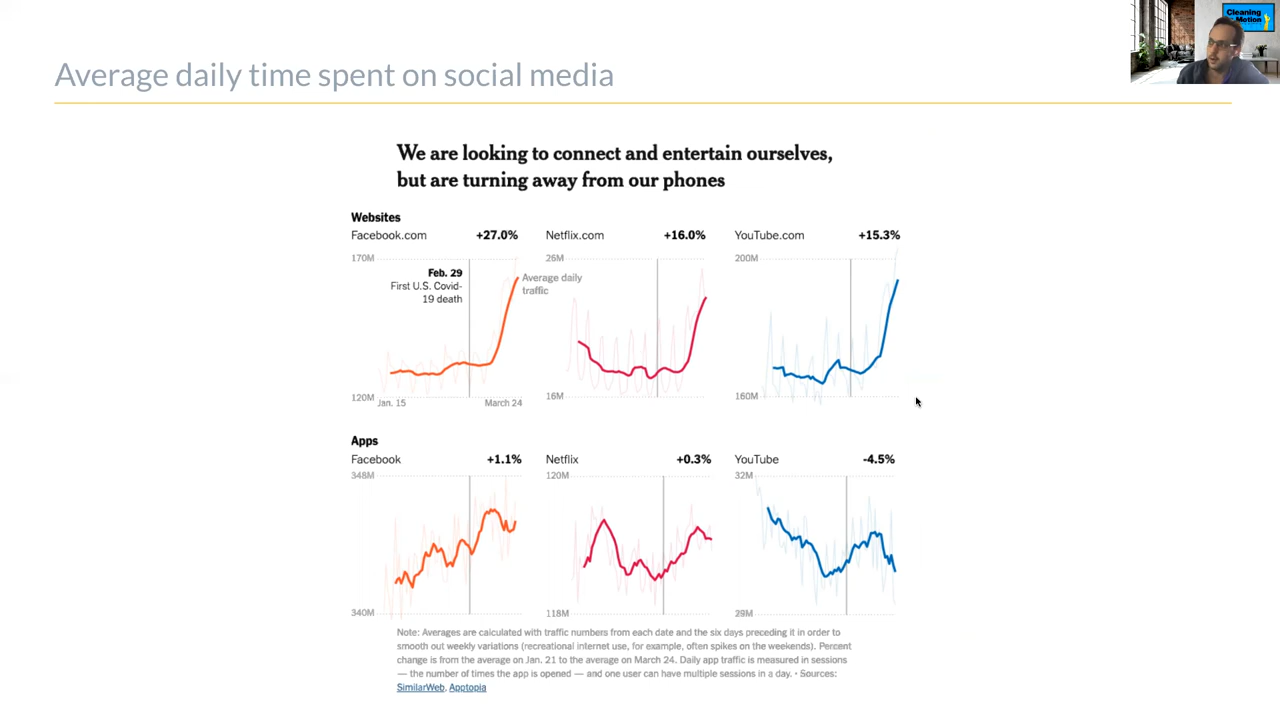 Cleaning
Motion
Average daily time spent on social media
We are looking to connect and entertain ourselves,
but are turning away from our phones
Websites
Facebook.com +27.0% Netflix.com +16.0% YouTube.com +15.3%
170M 26M 200M
Feb. 29
First U.S. Covid-
19 death
Average daily
traffic
120M 16M 160M
Jan. 15 March 24
Apps
Facebook +1.1% Netflix +0.3% YouTube -4.5%
348M 120M 32M
340M 118M 29M
Note: Averages are calculated with traffic numbers from each date and the six days preceding it in order to
smooth out weekly variations (recreational internet use, for example, often spikes on the weekends). Percent
change is from the average on Jan. 21 to the average on March 24. Daily app traffic is measured in sessions
— the number of times the app is opened — and one user can have multiple sessions in a day. • Sources:
SimilarWeb, Apptopia